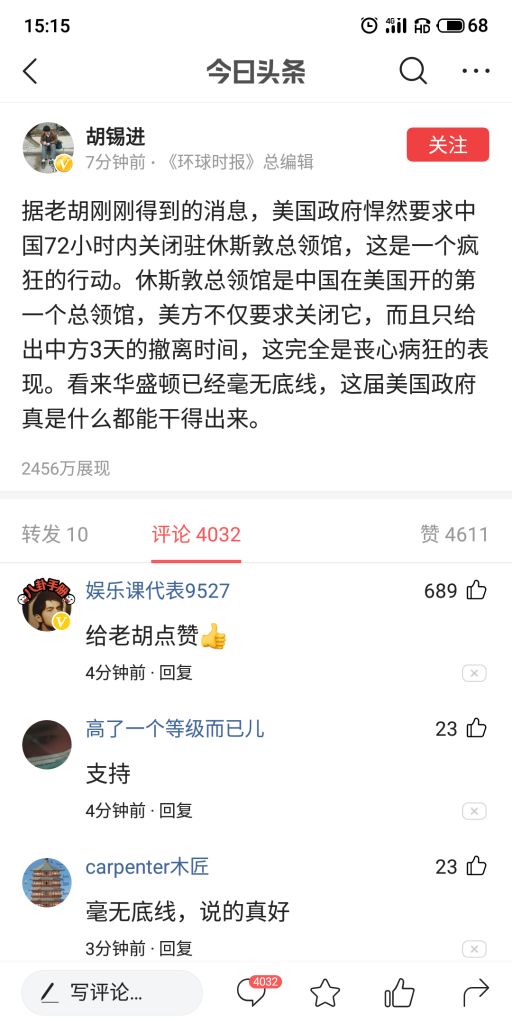 15:15
4G HD 68
今日头条
胡锡进
7分钟前 · 《环球时报》总编辑
关注
据老胡刚刚得到的消息，美国政府悍然要求中
国72小时内关闭驻休斯敦总领馆，这是一个疯
狂的行动。休斯敦总领馆是中国在美国开的第
一个总领馆，美方不仅要求关闭它，而且只给
出中方3天的撤离时间，这完全是丧心病狂的表
现。看来华盛顿已经毫无底线，这届美国政府
真是什么都能干得出来。
2456万展现
转发 10
评论 4032
赞 4611
八卦手册
娱乐课代表9527
689
给老胡点赞👍
4分钟前 · 回复
高了一个等级而已儿
23
支持
4分钟前 · 回复
carpenter木匠
23
毫无底线，说的真好
3分钟前 · 回复
写评论...
4032